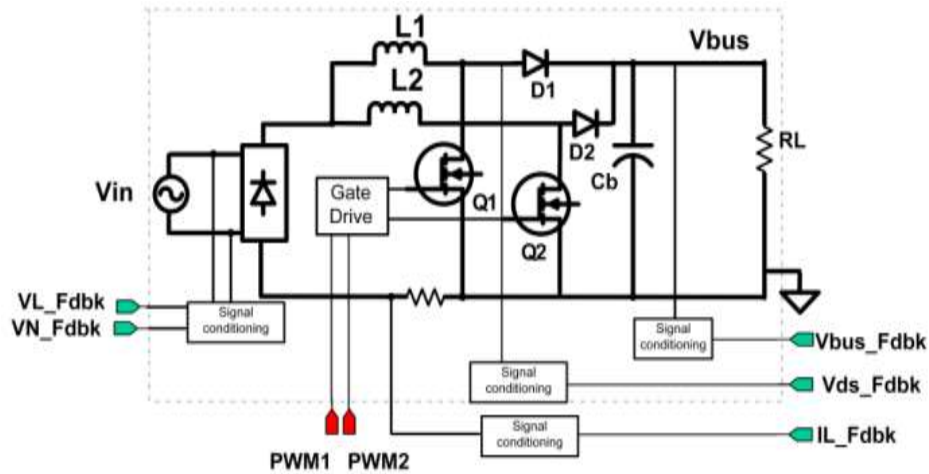 L1
Vbus
L2
D1
D2
RL
Cb
Vin
Gate
Drive
Q1
Q2
VL_Fdbk
VN_Fdbk
Signal
conditioning
Signal
conditioning
Vbus_Fdbk
Signal
conditioning
Vds_Fdbk
Signal
conditioning
IL_Fdbk
PWM1 PWM2